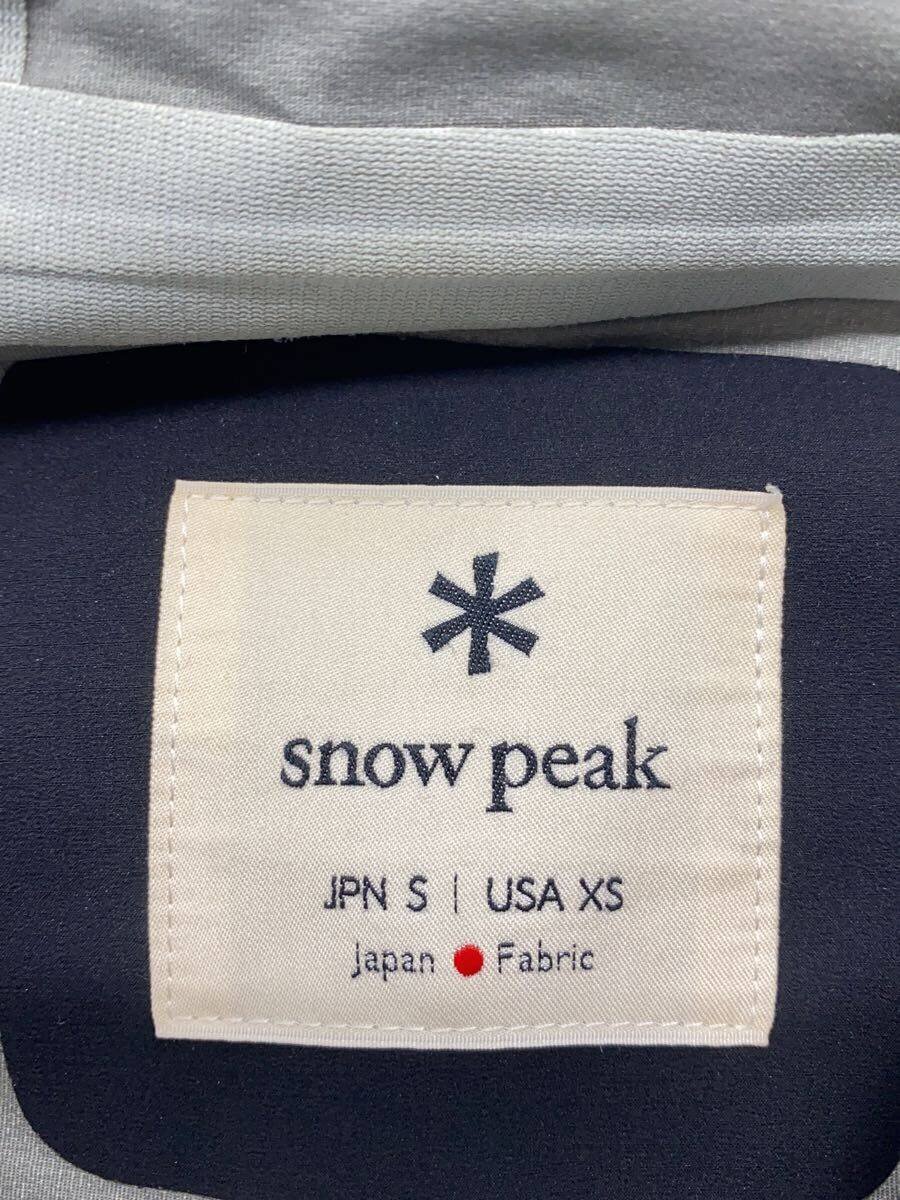 snow peak
JPN S | USA XS
Japan ● Fabric